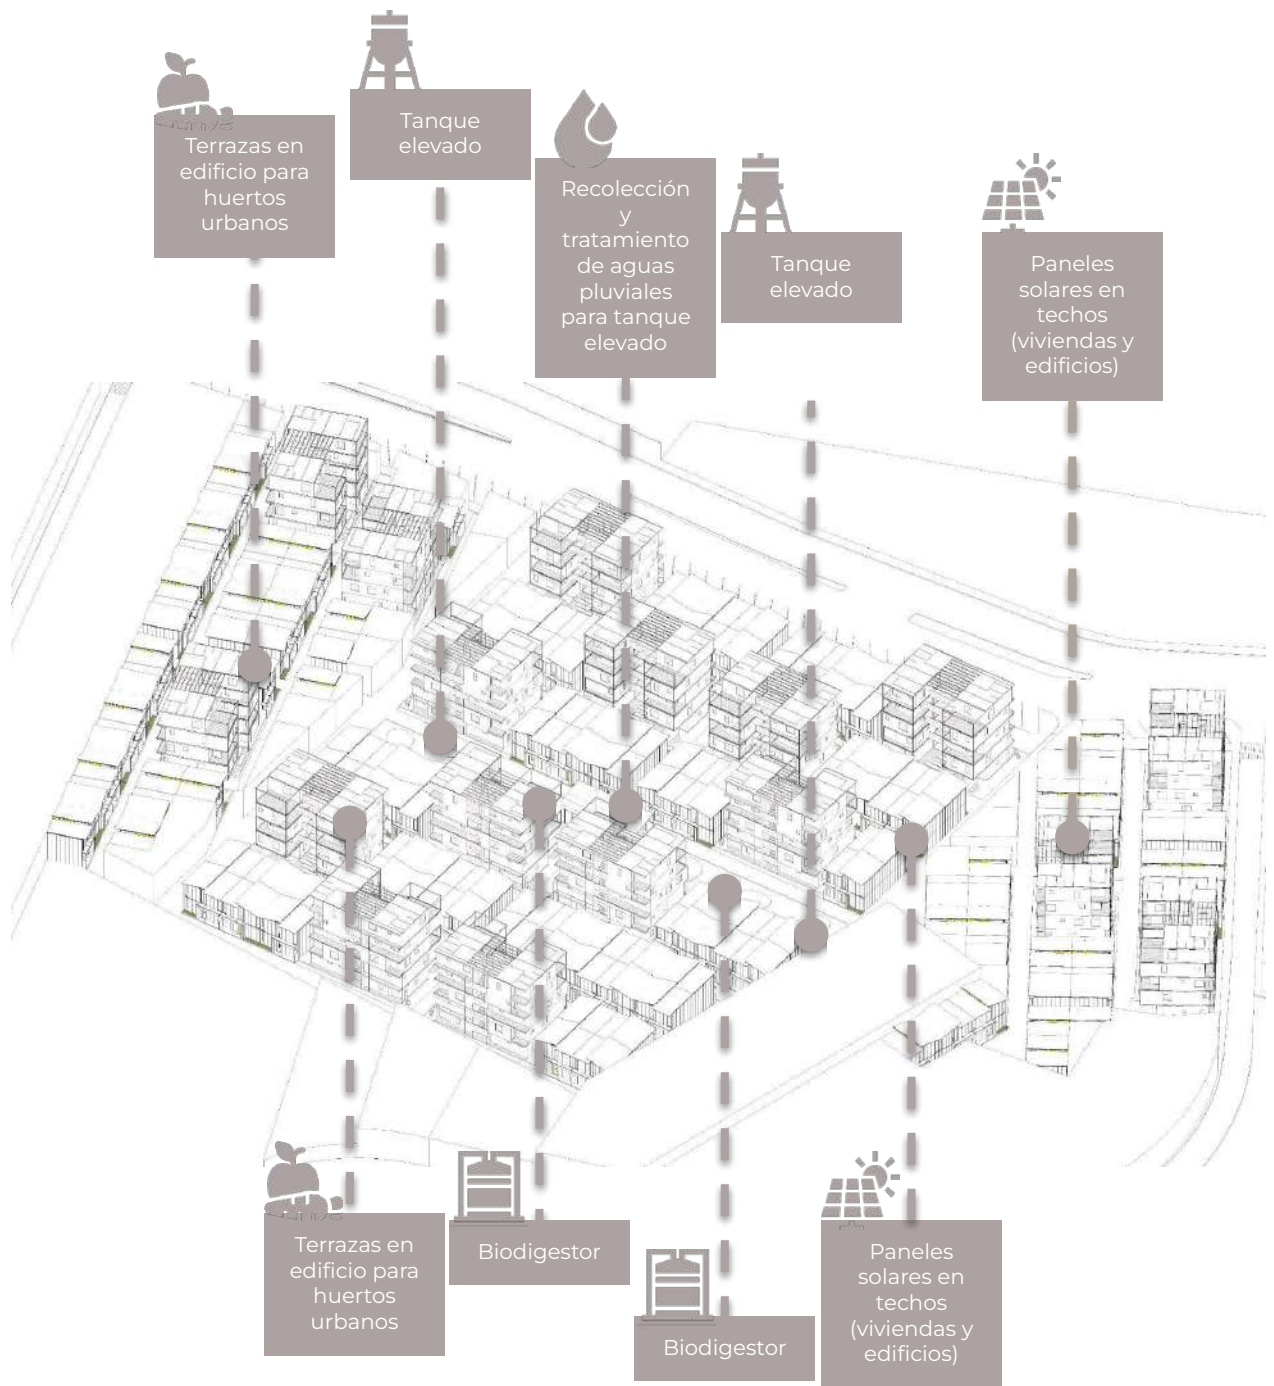 Terrazas en
edificio para
huertos
urbanos
Tanque
elevado
Recolección
y
tratamiento
de aguas
pluviales
para tanque
elevado
Tanque
elevado
Paneles
solares en
techos
(viviendas y
edificios)
Terrazas en
edificio para
huertos
urbanos
Biodigestor
Biodigestor
Paneles
solares en
techos
(viviendas y
edificios)